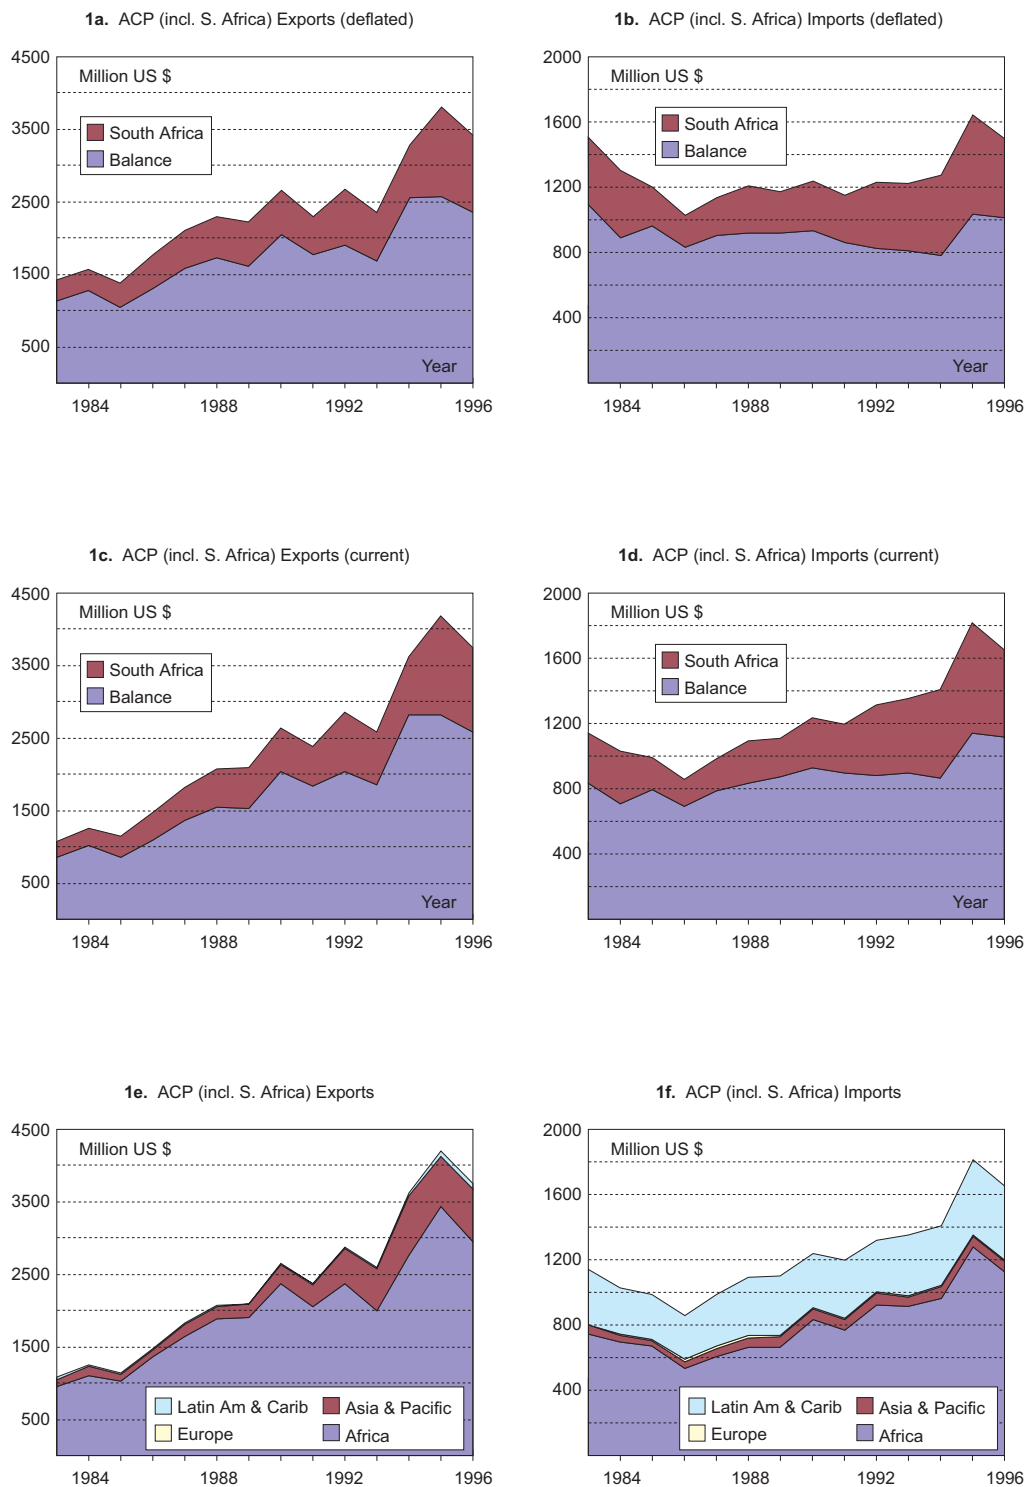 1a. ACP (incl. S. Africa) Exports (deflated)
4500
Million US $
3500
South Africa
Balance
2500
1500
500
Year
1984
1988
1992
1996
1b. ACP (incl. S. Africa) Imports (deflated)
2000
Million US $
1600
South Africa
Balance
1200
800
400
Year
1984
1988
1992
1996
1c. ACP (incl. S. Africa) Exports (current)
4500
Million US $
3500
South Africa
Balance
2500
1500
500
Year
1984
1988
1992
1996
1d. ACP (incl. S. Africa) Imports (current)
2000
Million US $
1600
South Africa
Balance
1200
800
400
Year
1984
1988
1992
1996
1e. ACP (incl. S. Africa) Exports
4500
Million US $
3500
2500
1500
500
Latin Am & Carib Asia & Pacific
Europe Africa
1984
1988
1992
1996
1f. ACP (incl. S. Africa) Imports
2000
Million US $
1600
1200
800
400
Latin Am & Carib Asia & Pacific
Europe Africa
1984
1988
1992
1996